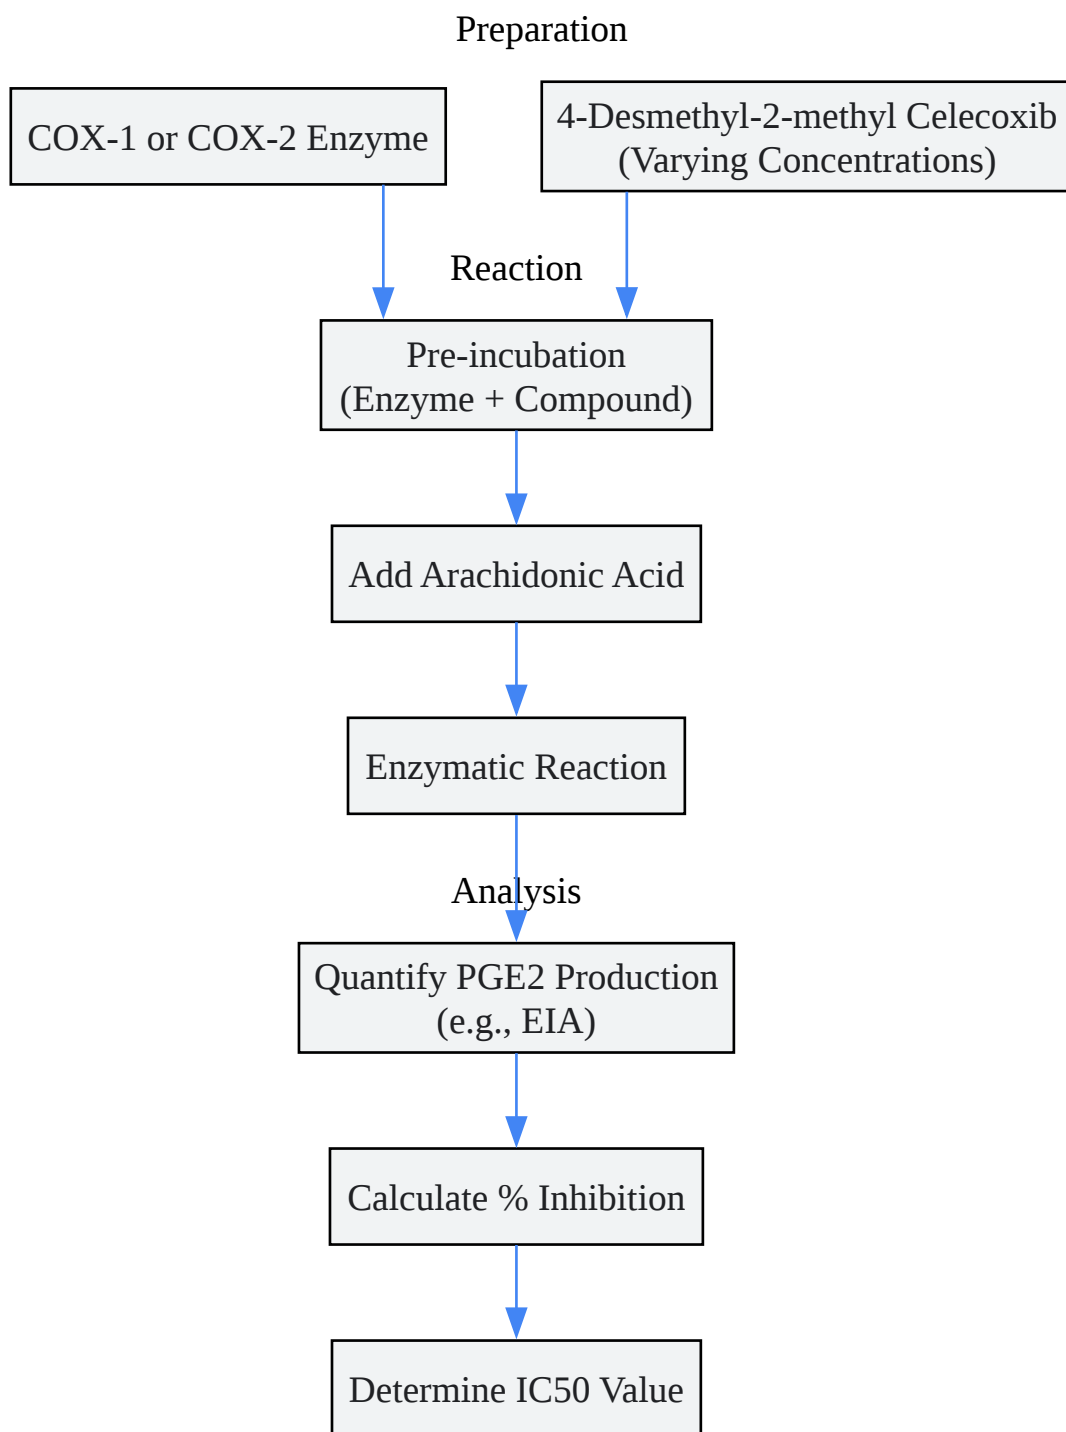 Preparation
COX-1 or COX-2 Enzyme
4-Desmethyl-2-methyl Celecoxib
(Varying Concentrations)
Reaction
Pre-incubation
(Enzyme + Compound)
Add Arachidonic Acid
Enzymatic Reaction
Analysis
Quantify PGE2 Production
(e.g., EIA)
Calculate % Inhibition
Determine IC50 Value